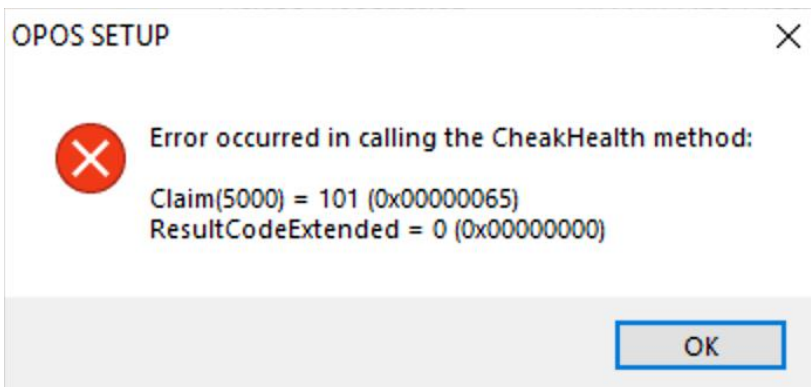 OPOS SETUP
Error occurred in calling the CheakHealth method:
Claim(5000) = 101 (0x00000065)
ResultCodeExtended = 0 (0x00000000)
OK